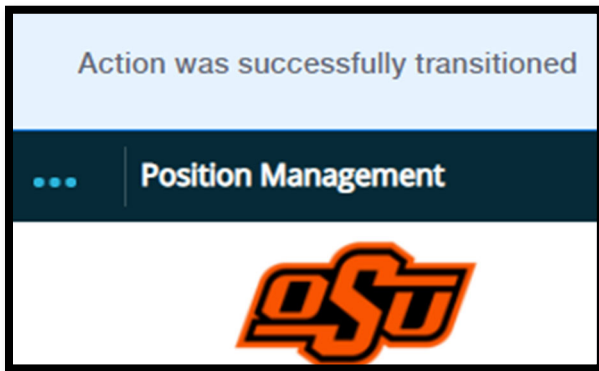 Action was successfully transitioned
Position Management
OSU